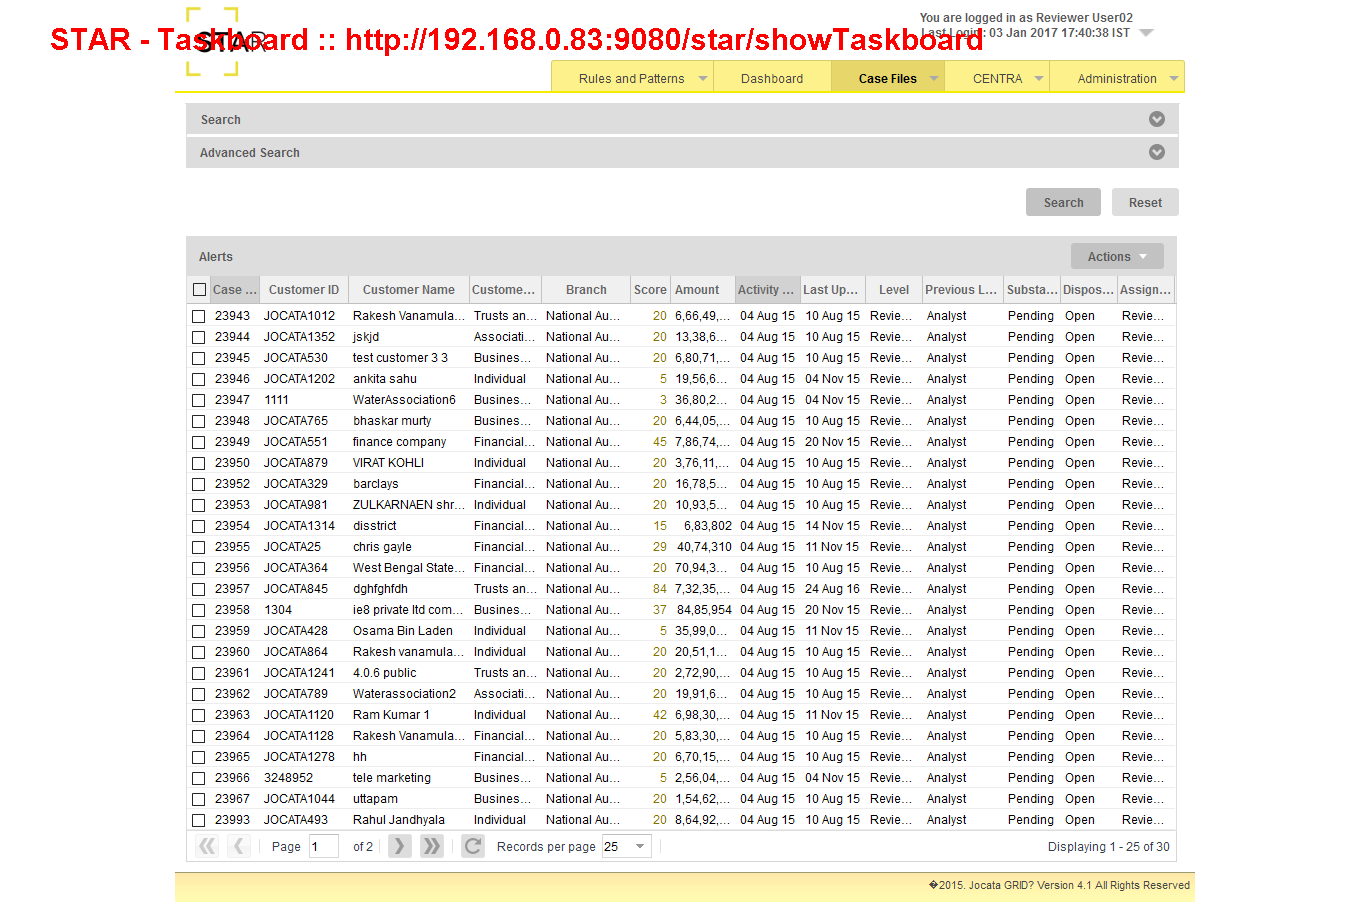 You are logged in as Reviewer User02
STAR - Taskboard :: http://192.168.0.83:9080/star/showTaskboard
STAR
Last Login : 03 Jan 2017 17:40:38 IST
Rules and Patterns Dashboard Case Files CENTRA Administration
Search
Advanced Search
Search Reset
Alerts Actions
Case ... Customer ID Customer Name Custome... Branch Score Amount Activity ... Last Up... Level Previous L... Substa... Dispos... Assign...
23943 JOCATA1012 Rakesh Vanamula... Trusts an... National Au... 20 6,66,49,... 04 Aug 15 10 Aug 15 Revie... Analyst Pending Open Revie...
23944 JOCATA1352 jskjd Associati... National Au... 20 13,38,6... 04 Aug 15 10 Aug 15 Revie... Analyst Pending Open Revie...
23945 JOCATA530 test customer 3 3 Busines... National Au... 20 6,80,71,... 04 Aug 15 10 Aug 15 Revie... Analyst Pending Open Revie...
23946 JOCATA1202 ankita sahu Individual National Au... 5 19,56,6... 04 Aug 15 04 Nov 15 Revie... Analyst Pending Open Revie...
23947 1111 WaterAssociation6 Busines... National Au... 3 36,80,2... 04 Aug 15 04 Nov 15 Revie... Analyst Pending Open Revie...
23948 JOCATA765 bhaskar murty Busines... National Au... 20 6,44,05,... 04 Aug 15 10 Aug 15 Revie... Analyst Pending Open Revie...
23949 JOCATA551 finance company Financial... National Au... 45 7,86,74,... 04 Aug 15 20 Nov 15 Revie... Analyst Pending Open Revie...
23950 JOCATA879 VIRAT KOHLI Individual National Au... 20 3,76,11,... 04 Aug 15 10 Aug 15 Revie... Analyst Pending Open Revie...
23952 JOCATA329 barclays Financial... National Au... 20 16,78,5... 04 Aug 15 10 Aug 15 Revie... Analyst Pending Open Revie...
23953 JOCATA981 ZULKARNAEN shr... Individual National Au... 20 10,93,5... 04 Aug 15 10 Aug 15 Revie... Analyst Pending Open Revie...
23954 JOCATA1314 disstrict Financial... National Au... 15 6,83,802 04 Aug 15 14 Nov 15 Revie... Analyst Pending Open Revie...
23955 JOCATA25 chris gayle Financial... National Au... 29 40,74,310 04 Aug 15 11 Nov 15 Revie... Analyst Pending Open Revie...
23956 JOCATA364 West Bengal State... Financial... National Au... 20 70,94,3... 04 Aug 15 10 Aug 15 Revie... Analyst Pending Open Revie...
23957 JOCATA845 dghfghfdh Trusts an... National Au... 84 7,32,35,... 04 Aug 15 24 Aug 16 Revie... Analyst Pending Open Revie...
23958 1304 ie8 private ltd com... Busines... National Au... 37 84,85,954 04 Aug 15 20 Nov 15 Revie... Analyst Pending Open Revie...
23959 JOCATA428 Osama Bin Laden Individual National Au... 5 35,99,0... 04 Aug 15 11 Nov 15 Revie... Analyst Pending Open Revie...
23960 JOCATA864 Rakesh vanamula... Individual National Au... 20 20,51,1... 04 Aug 15 10 Aug 15 Revie... Analyst Pending Open Revie...
23961 JOCATA1241 4.0.6 public Trusts an... National Au... 20 2,72,90,... 04 Aug 15 10 Aug 15 Revie... Analyst Pending Open Revie...
23962 JOCATA789 Waterassociation2 Associati... National Au... 20 19,91,6... 04 Aug 15 10 Aug 15 Revie... Analyst Pending Open Revie...
23963 JOCATA1120 Ram Kumar 1 Individual National Au... 42 6,98,30,... 04 Aug 15 11 Nov 15 Revie... Analyst Pending Open Revie...
23964 JOCATA1128 Rakesh Vanamula... Financial... National Au... 20 5,83,30,... 04 Aug 15 10 Aug 15 Revie... Analyst Pending Open Revie...
23965 JOCATA1278 hh Financial... National Au... 20 6,70,15,... 04 Aug 15 10 Aug 15 Revie... Analyst Pending Open Revie...
23966 3248952 tele marketing Busines... National Au... 5 2,56,04,... 04 Aug 15 04 Nov 15 Revie... Analyst Pending Open Revie...
23967 JOCATA1044 uttapam Busines... National Au... 20 1,54,62,... 04 Aug 15 10 Aug 15 Revie... Analyst Pending Open Revie...
23993 JOCATA493 Rahul Jandhyala Individual National Au... 20 8,64,92,... 04 Aug 15 10 Aug 15 Revie... Analyst Pending Open Revie...
Page 1 of 2 Records per page 25 Displaying 1 - 25 of 30
�2015. Jocata GRID? Version 4.1 All Rights Reserved